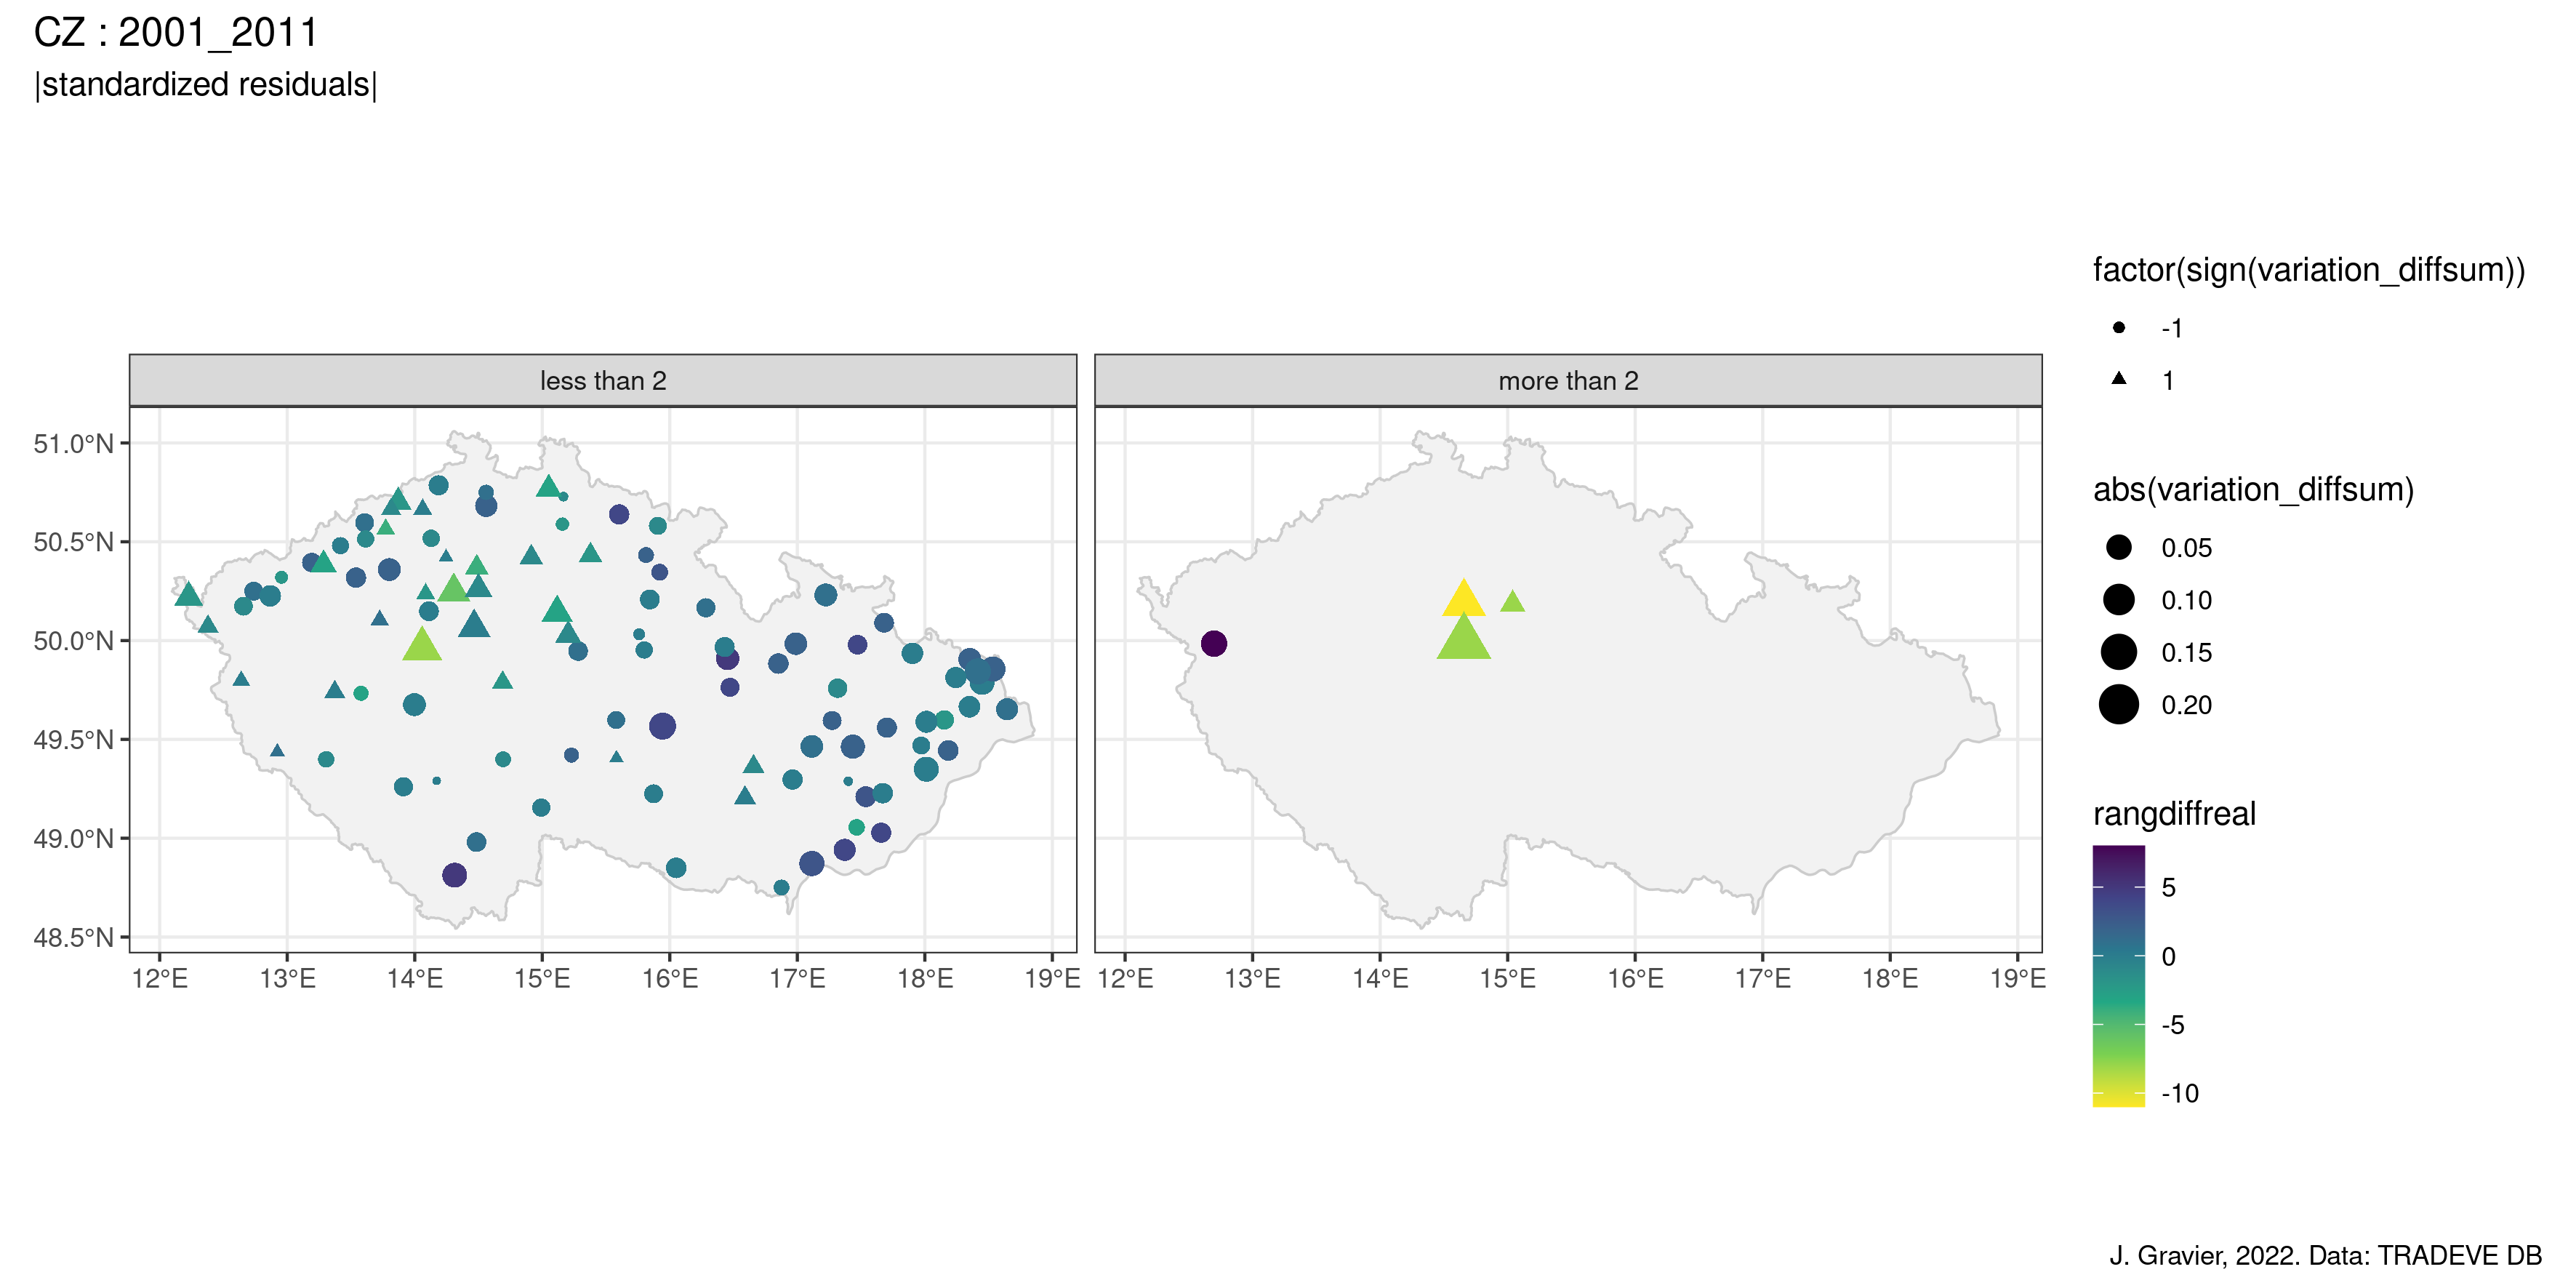 CZ : 2001_2011
|standardized residuals|
less than 2
more than 2
51.0°N
50.5°N
50.0°N
49.5°N
49.0°N
48.5°N
12°E 13°E 14°E 15°E 16°E 17°E 18°E 19°E
12°E 13°E 14°E 15°E 16°E 17°E 18°E 19°E
factor(sign(variation_diffsum))
-1
1
abs(variation_diffsum)
0.05
0.10
0.15
0.20
rangdiffreal
5
0
-5
-10
J. Gravier, 2022. Data: TRADEVE DB